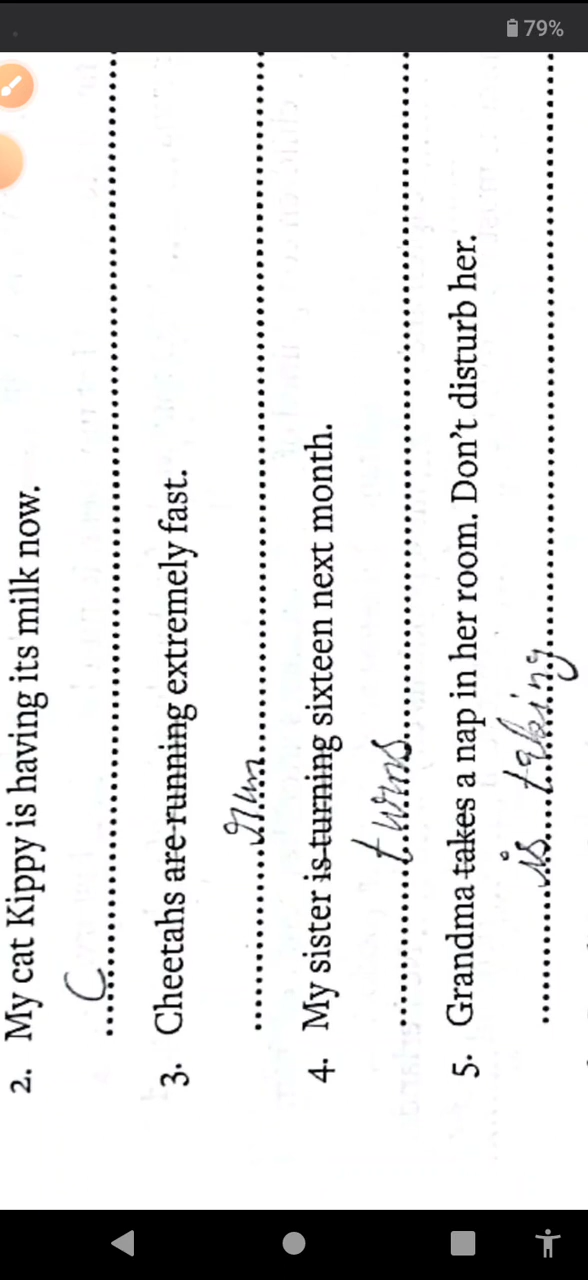 79%
2. My cat Kippy is having its milk now.
C
3. Cheetahs are running extremely fast.
run
4. My sister is turning sixteen next month.
turns
5. Grandma takes a nap in her room. Don't disturb her.
is taking